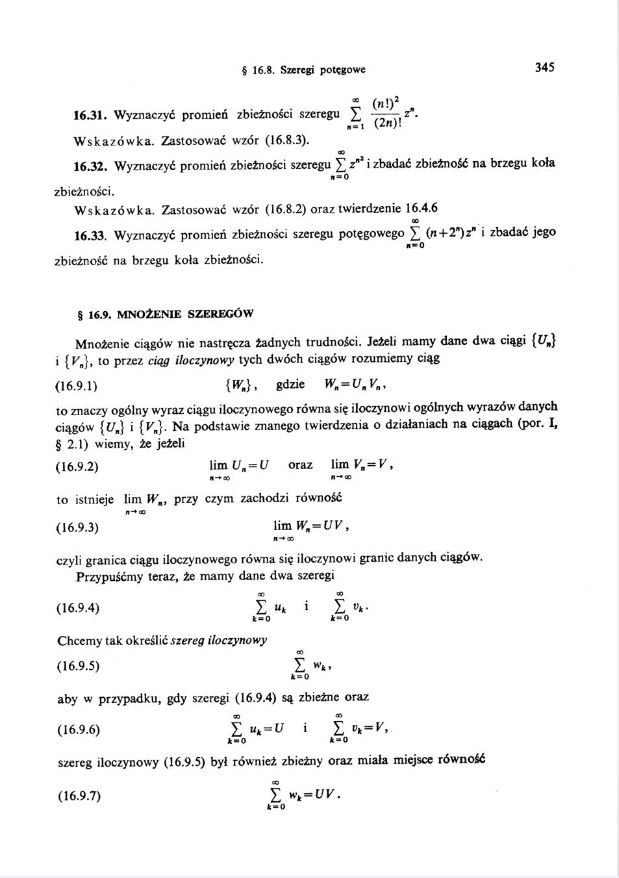 § 16.8. Szeregi potęgowe 345
16.31. Wyznaczyć promień zbieżności szeregu $\sum_{n=1}^{\infty} \frac{(n!)^2}{(2n)!} z^n$.
Wskazówka. Zastosować wzór (16.8.3).
16.32. Wyznaczyć promień zbieżności szeregu $\sum_{n=0}^{\infty} z^{n^2}$ i zbadać zbieżność na brzegu koła
zbieżności.
Wskazówka. Zastosować wzór (16.8.2) oraz twierdzenie 16.4.6
16.33. Wyznaczyć promień zbieżności szeregu potęgowego $\sum_{n=0}^{\infty} (n+2^n)z^n$ i zbadać jego
zbieżność na brzegu koła zbieżności.
§ 16.9. MNOŻENIE SZEREGÓW
Mnożenie ciągów nie nastręcza żadnych trudności. Jeżeli mamy dane dwa ciągi $\{U_n\}$
i $\{V_n\}$, to przez ciąg iloczynowy tych dwóch ciągów rozumiemy ciąg
(16.9.1) $\{W_n\}$, gdzie $W_n = U_n V_n$,
to znaczy ogólny wyraz ciągu iloczynowego równa się iloczynowi ogólnych wyrazów danych
ciągów $\{U_n\}$ i $\{V_n\}$. Na podstawie znanego twierdzenia o działaniach na ciągach (por. I,
§ 2.1) wiemy, że jeżeli
(16.9.2) $\lim_{n\to\infty} U_n = U$ oraz $\lim_{n\to\infty} V_n = V$,
to istnieje $\lim_{n\to\infty} W_n$, przy czym zachodzi równość
(16.9.3) $\lim_{n\to\infty} W_n = UV$,
czyli granica ciągu iloczynowego równa się iloczynowi granic danych ciągów.
Przypuśćmy teraz, że mamy dane dwa szeregi
(16.9.4) $\sum_{k=0}^{\infty} u_k$ i $\sum_{k=0}^{\infty} v_k$.
Chcemy tak określić szereg iloczynowy
(16.9.5) $\sum_{k=0}^{\infty} w_k$,
aby w przypadku, gdy szeregi (16.9.4) są zbieżne oraz
(16.9.6) $\sum_{k=0}^{\infty} u_k = U$ i $\sum_{k=0}^{\infty} v_k = V$,
szereg iloczynowy (16.9.5) był również zbieżny oraz miała miejsce równość
(16.9.7) $\sum_{k=0}^{\infty} w_k = UV$.